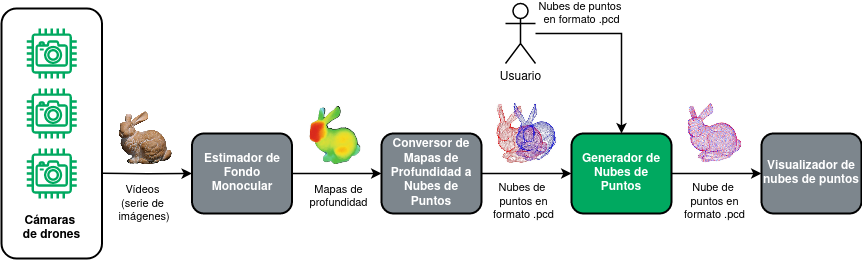 Nubes de puntos
en formato .pcd
Usuario
Cámaras
de drones
Vídeos
(serie de
imágenes)
Estimador de
Fondo
Monocular
Mapas de
profundidad
Conversor de
Mapas de
Profundidad a
Nubes de
Puntos
Nubes de
puntos en
formato .pcd
Generador de
Nubes de
Puntos
Nube de
puntos en
formato .pcd
Visualizador de
nubes de puntos